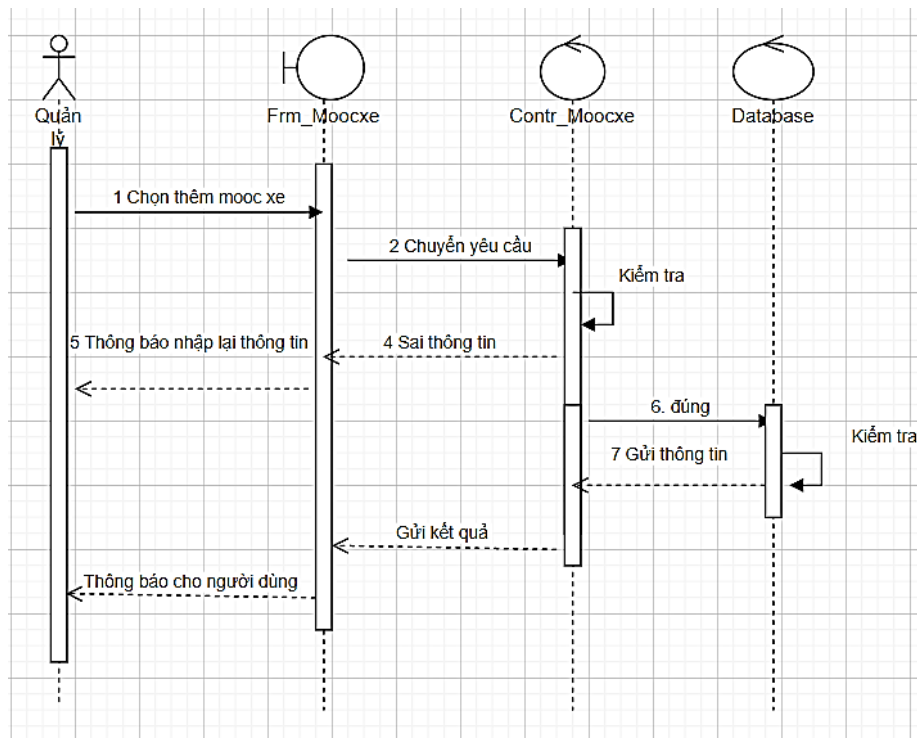 Quản
lý
Frm_Moocxe
Contr_Moocxe
Database
1 Chọn thêm mooc xe
2 Chuyển yêu cầu
Kiểm tra
5 Thông báo nhập lại thông tin
4 Sai thông tin
6. đúng
Kiểm tra
7 Gửi thông tin
Gửi kết quả
Thông báo cho người dùng